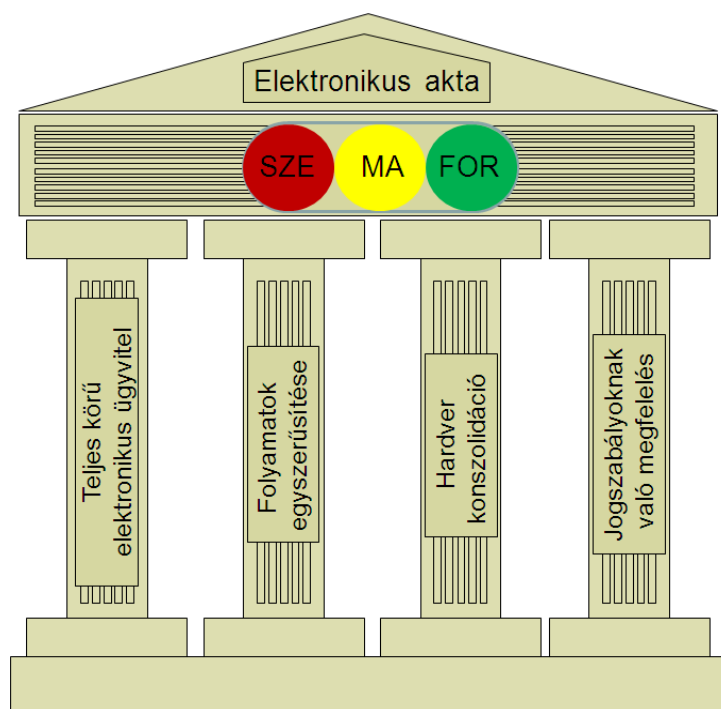 Elektronikus akta
SZE MA FOR
Teljes körű
elektronikus ügyvitel
Folyamatok
egyszerűsítése
Hardver
konszolidáció
Jogszabályoknak
való megfelelés